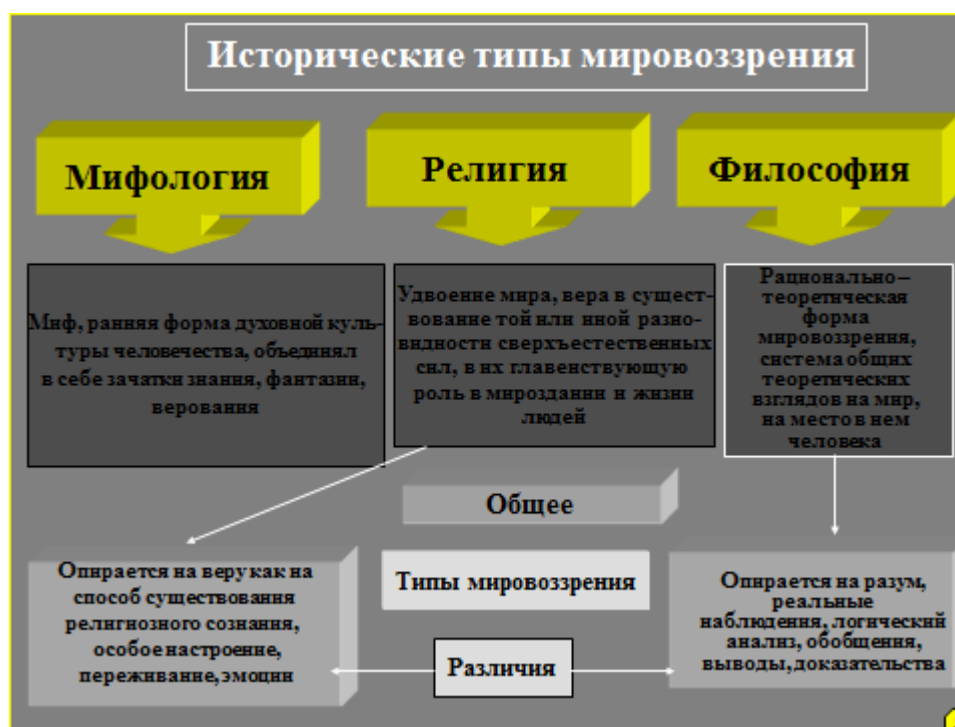 Исторические типы мировоззрения
Мифология
Религия
Философия
Миф, ранняя форма духовной куль-
туры человечества, объединял
в себе зачатки знания, фантазии,
верования
Удвоение мира, вера в сущест-
вование той или иной разно-
видности сверхъестественных
сил, в их главенствующую
роль в мироздании и жизни
людей
Рационально–
теоретическая
форма
мировоззрения,
система общих
теоретических
взглядов на мир,
на место в нем
человека
Общее
Опирается на веру как на
способ существования
религиозного сознания,
особое настроение,
переживание, эмоции
Типы мировоззрения
Различия
Опирается на разум,
реальные
наблюдения, логический
анализ, обобщения,
выводы, доказательства